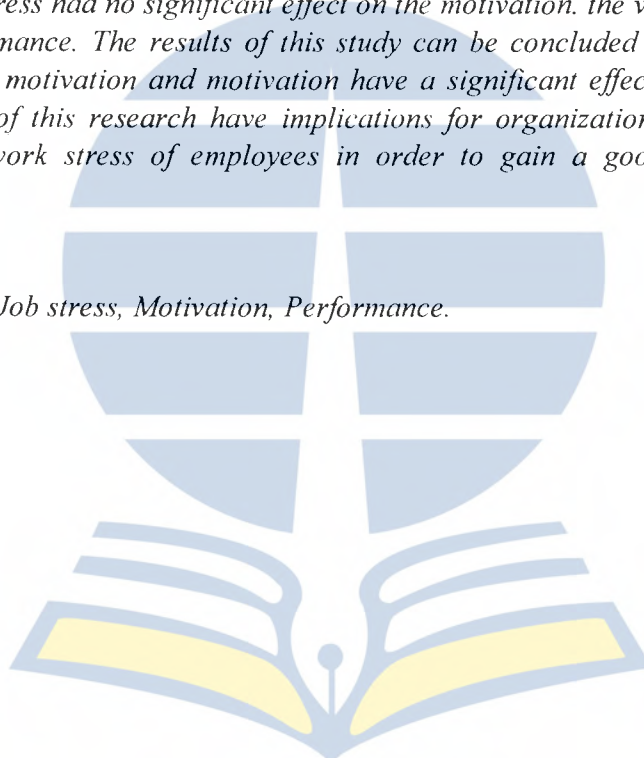 ress had no significant effect on the motivation. the v
mance. The results of this study can be concluded
motivation and motivation have a significant effec
of this research have implications for organization
vork stress of employees in order to gain a goo
Job stress, Motivation, Performance.